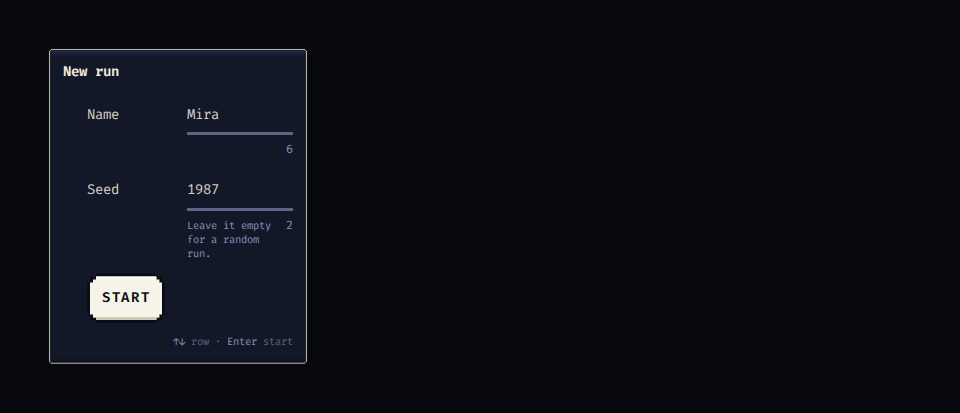 New run
Name Mira
6
Seed 1987
Leave it empty 2
for a random
run.
START
↑↓ row · Enter start